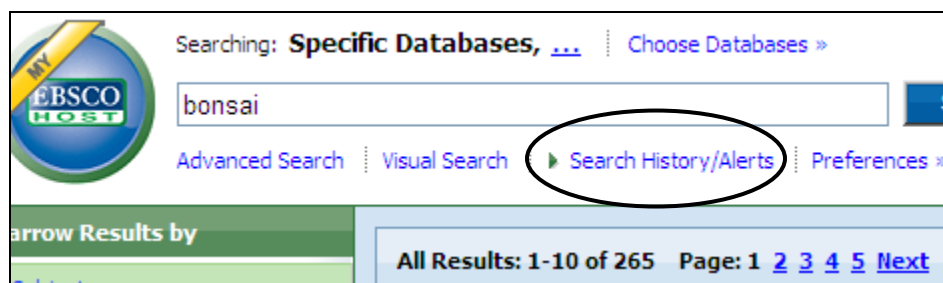 Searching: Specific Databases, ... Choose Databases »
MY
EBSCO
HOST
bonsai
Advanced Search Visual Search Search History/Alerts Preferences »
arrow Results by
All Results: 1-10 of 265 Page: 1 2 3 4 5 Next